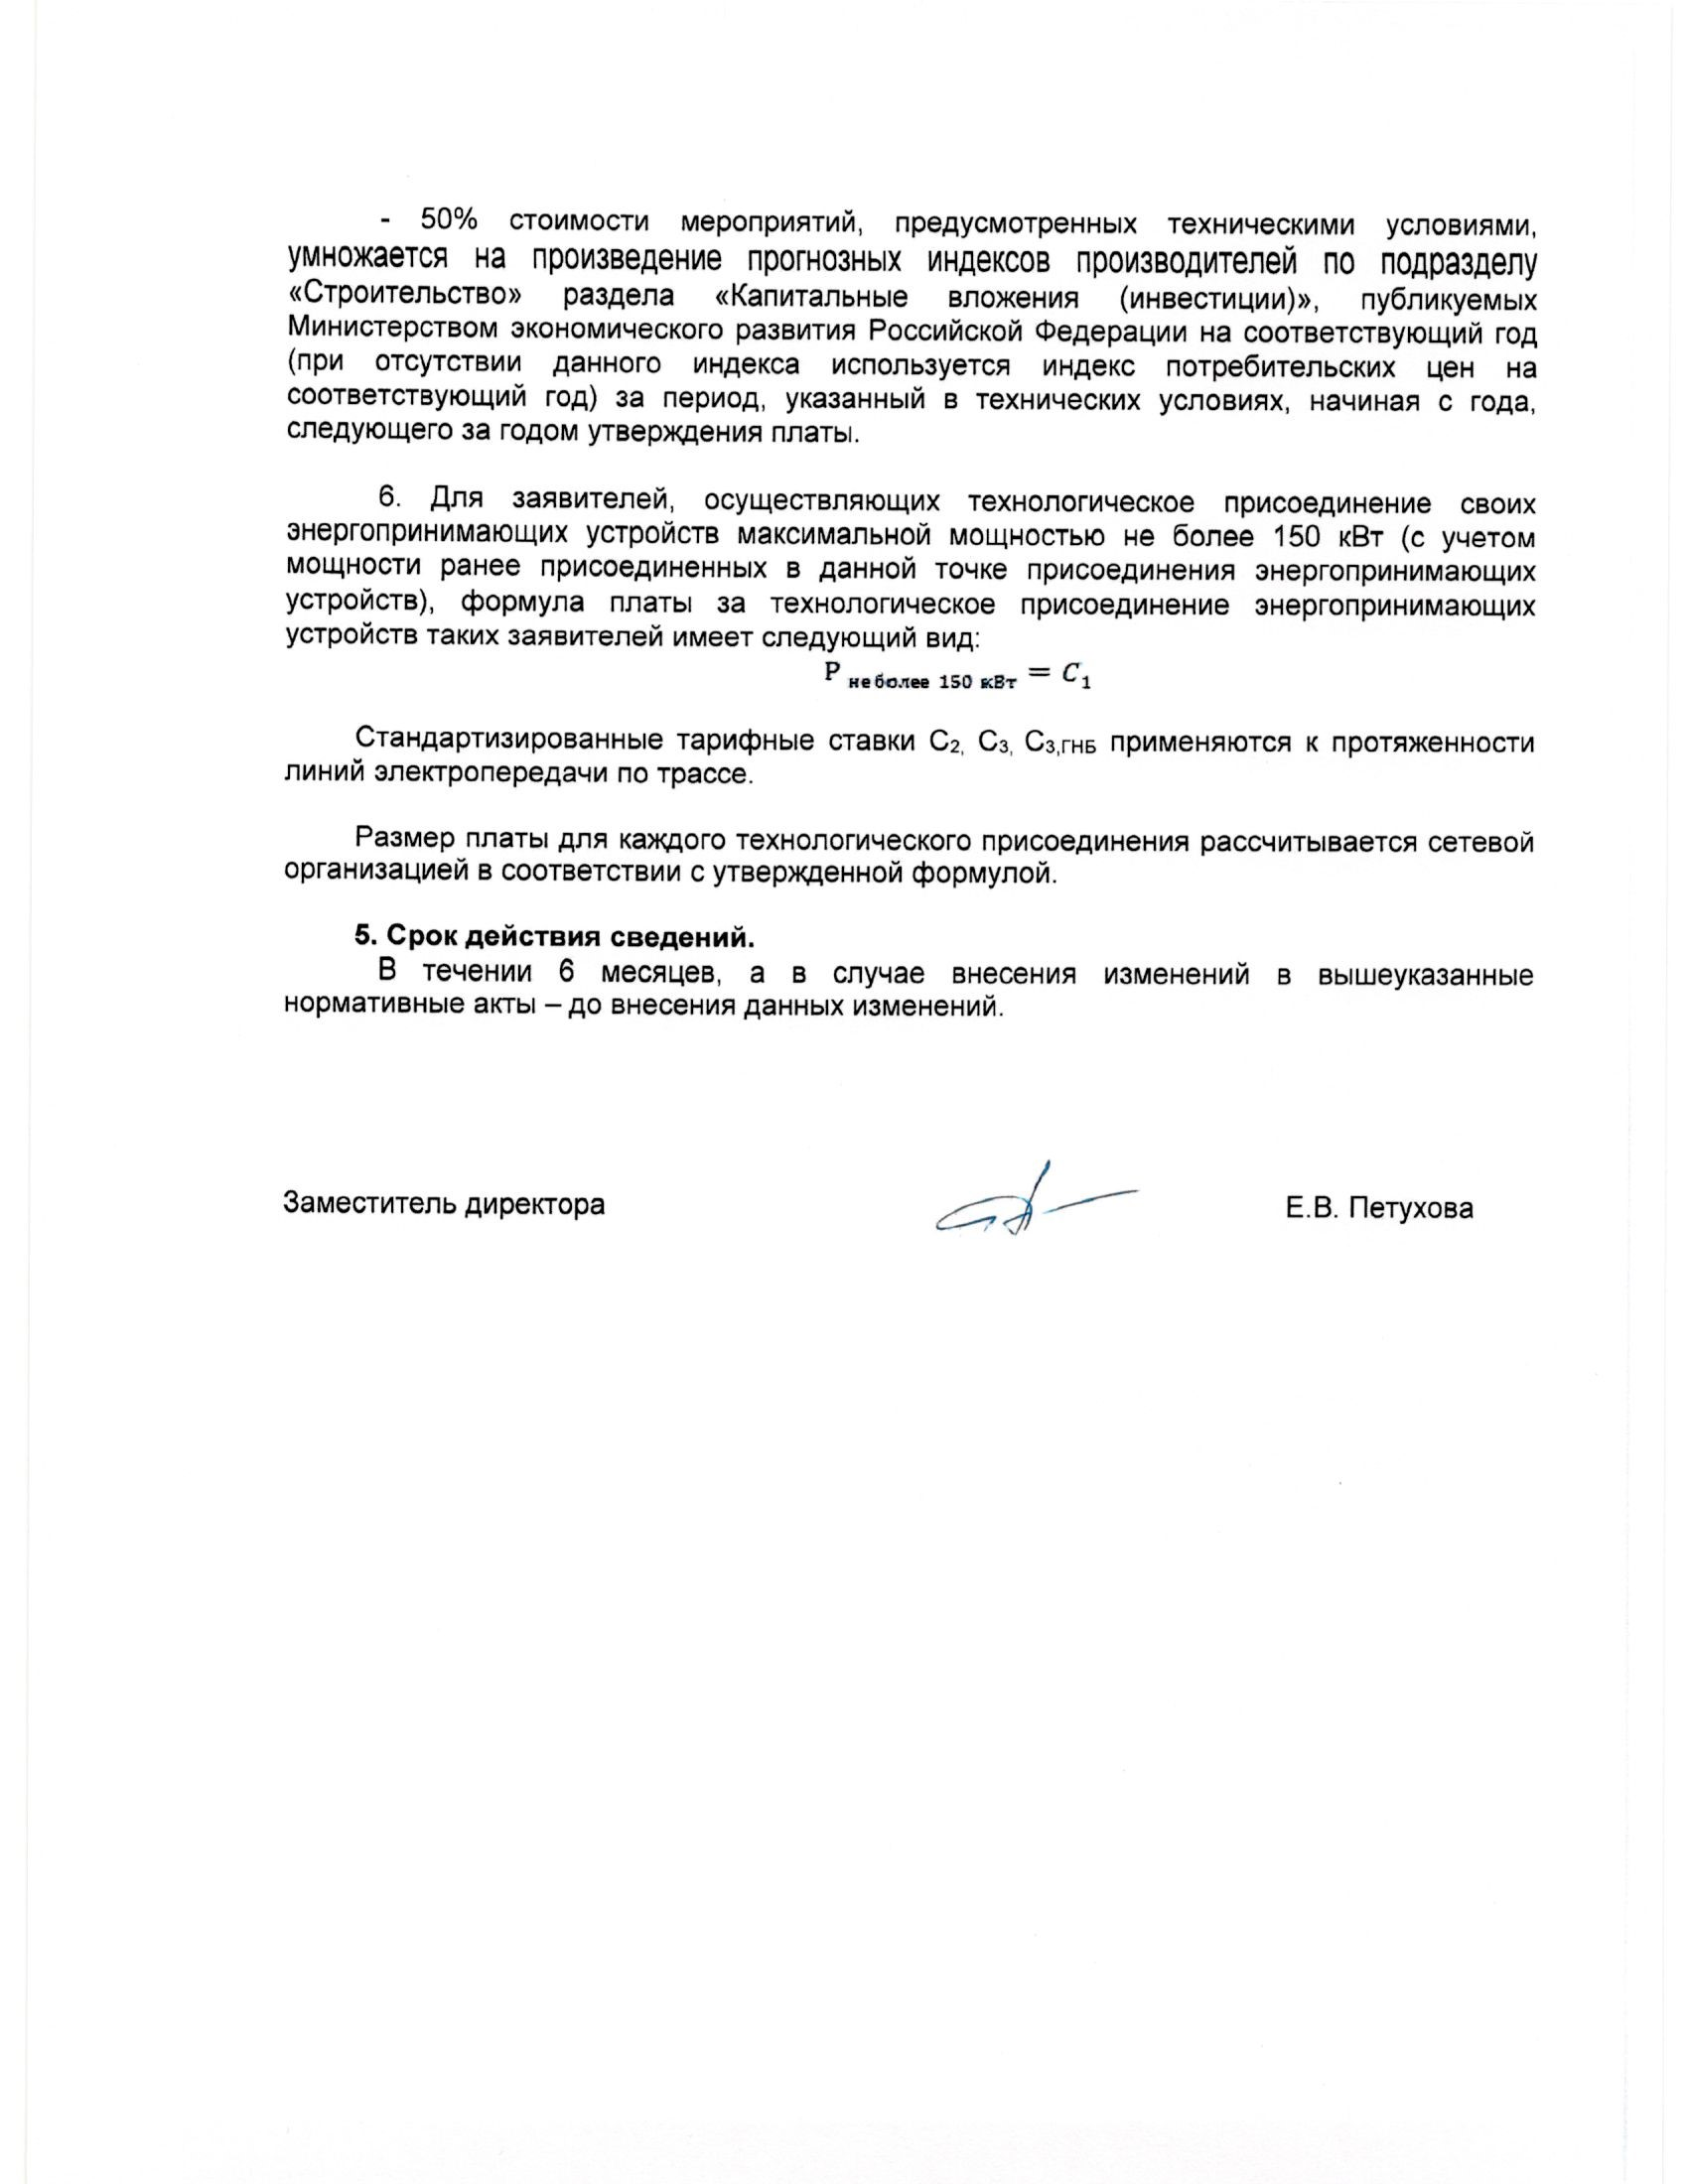 - 50% стоимости мероприятий, предусмотренных техническими условиями,
умножается на произведение прогнозных индексов производителей по подразделу
«Строительство» раздела «Капитальные вложения (инвестиции)», публикуемых
Министерством экономического развития Российской Федерации на соответствующий год
(при отсутствии данного индекса используется индекс потребительских цен на
соответствующий год) за период, указанный в технических условиях, начиная с года,
следующего за годом утверждения платы.
6. Для заявителей, осуществляющих технологическое присоединение своих
энергопринимающих устройств максимальной мощностью не более 150 кВт (с учетом
мощности ранее присоединенных в данной точке присоединения энергопринимающих
устройств), формула платы за технологическое присоединение энергопринимающих
устройств таких заявителей имеет следующий вид:
P не более 150 кВт = C₁
Стандартизированные тарифные ставки С₂, С₃, С₃,ГНБ применяются к протяженности
линий электропередачи по трассе.
Размер платы для каждого технологического присоединения рассчитывается сетевой
организацией в соответствии с утвержденной формулой.
5. Срок действия сведений.
В течении 6 месяцев, а в случае внесения изменений в вышеуказанные
нормативные акты – до внесения данных изменений.
Заместитель директора Е.В. Петухова